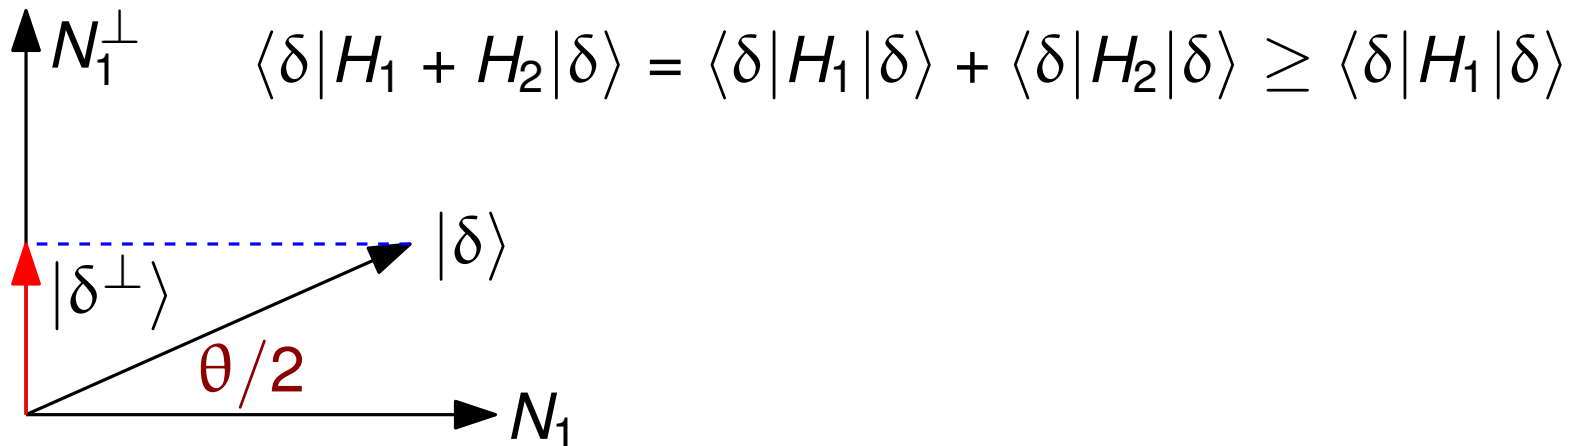 N₁^⊥
⟨δ|H₁ + H₂|δ⟩ = ⟨δ|H₁|δ⟩ + ⟨δ|H₂|δ⟩ ≥ ⟨δ|H₁|δ⟩
|δ⟩
|δ^⊥⟩
θ/2
N₁